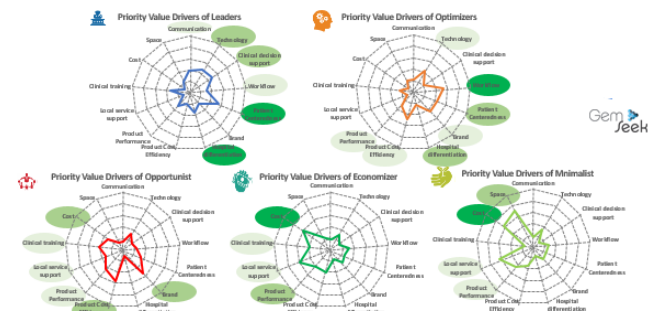 Priority Value Drivers of Leaders
Communication
Space
Technology
Cost
Clinical decision
support
Clinical training
Workflow
Local service
support
Patient
Centeredness
Product
Performance
Brand
Product Cost
Efficiency
Hospital
differentiation
Priority Value Drivers of Optimizers
Communication
Space
Technology
Cost
Clinical decision
support
Clinical training
Workflow
Local service
support
Patient
Centeredness
Product
Performance
Brand
Product Cost
Efficiency
Hospital
differentiation
Gem
Seek
Priority Value Drivers of Opportunist
Communication
Space
Technology
Cost
Clinical decision
support
Clinical training
Workflow
Local service
support
Patient
Centeredness
Product
Performance
Brand
Product Cost
Hospital
Priority Value Drivers of Economizer
Communication
Space
Technology
Cost
Clinical decision
support
Clinical training
Workflow
Local service
support
Patient
Centeredness
Product
Performance
Brand
Product Cost
Efficiency
Hospital
differentiation
Priority Value Drivers of Mnimalist
Communication
Space
Technology
Cost
Clinical decision
support
Clinical training
Workflow
Local service
support
Patient
Centeredness
Product
Performance
Brand
Product Cost
Efficiency
Hospital
differentiation